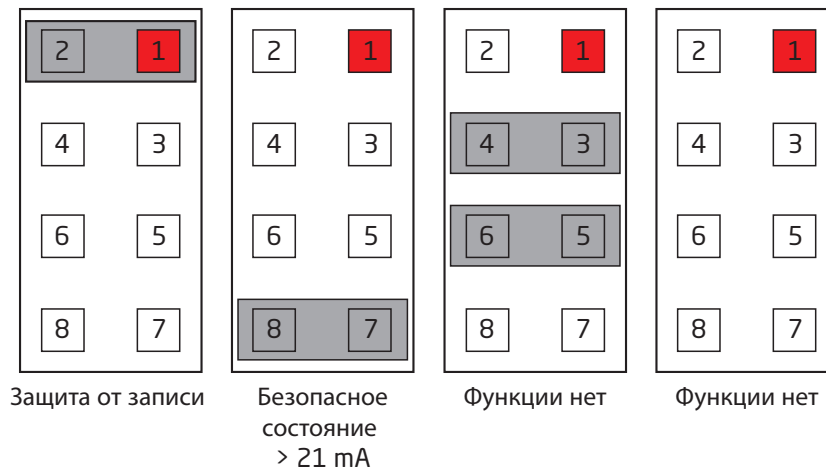 2 1 2 1 2 1 2 1
4 3 4 3 4 3 4 3
6 5 6 5 6 5 6 5
8 7 8 7 8 7 8 7
Защита от записи
Безопасное
состояние
> 21 mA
Функции нет
Функции нет